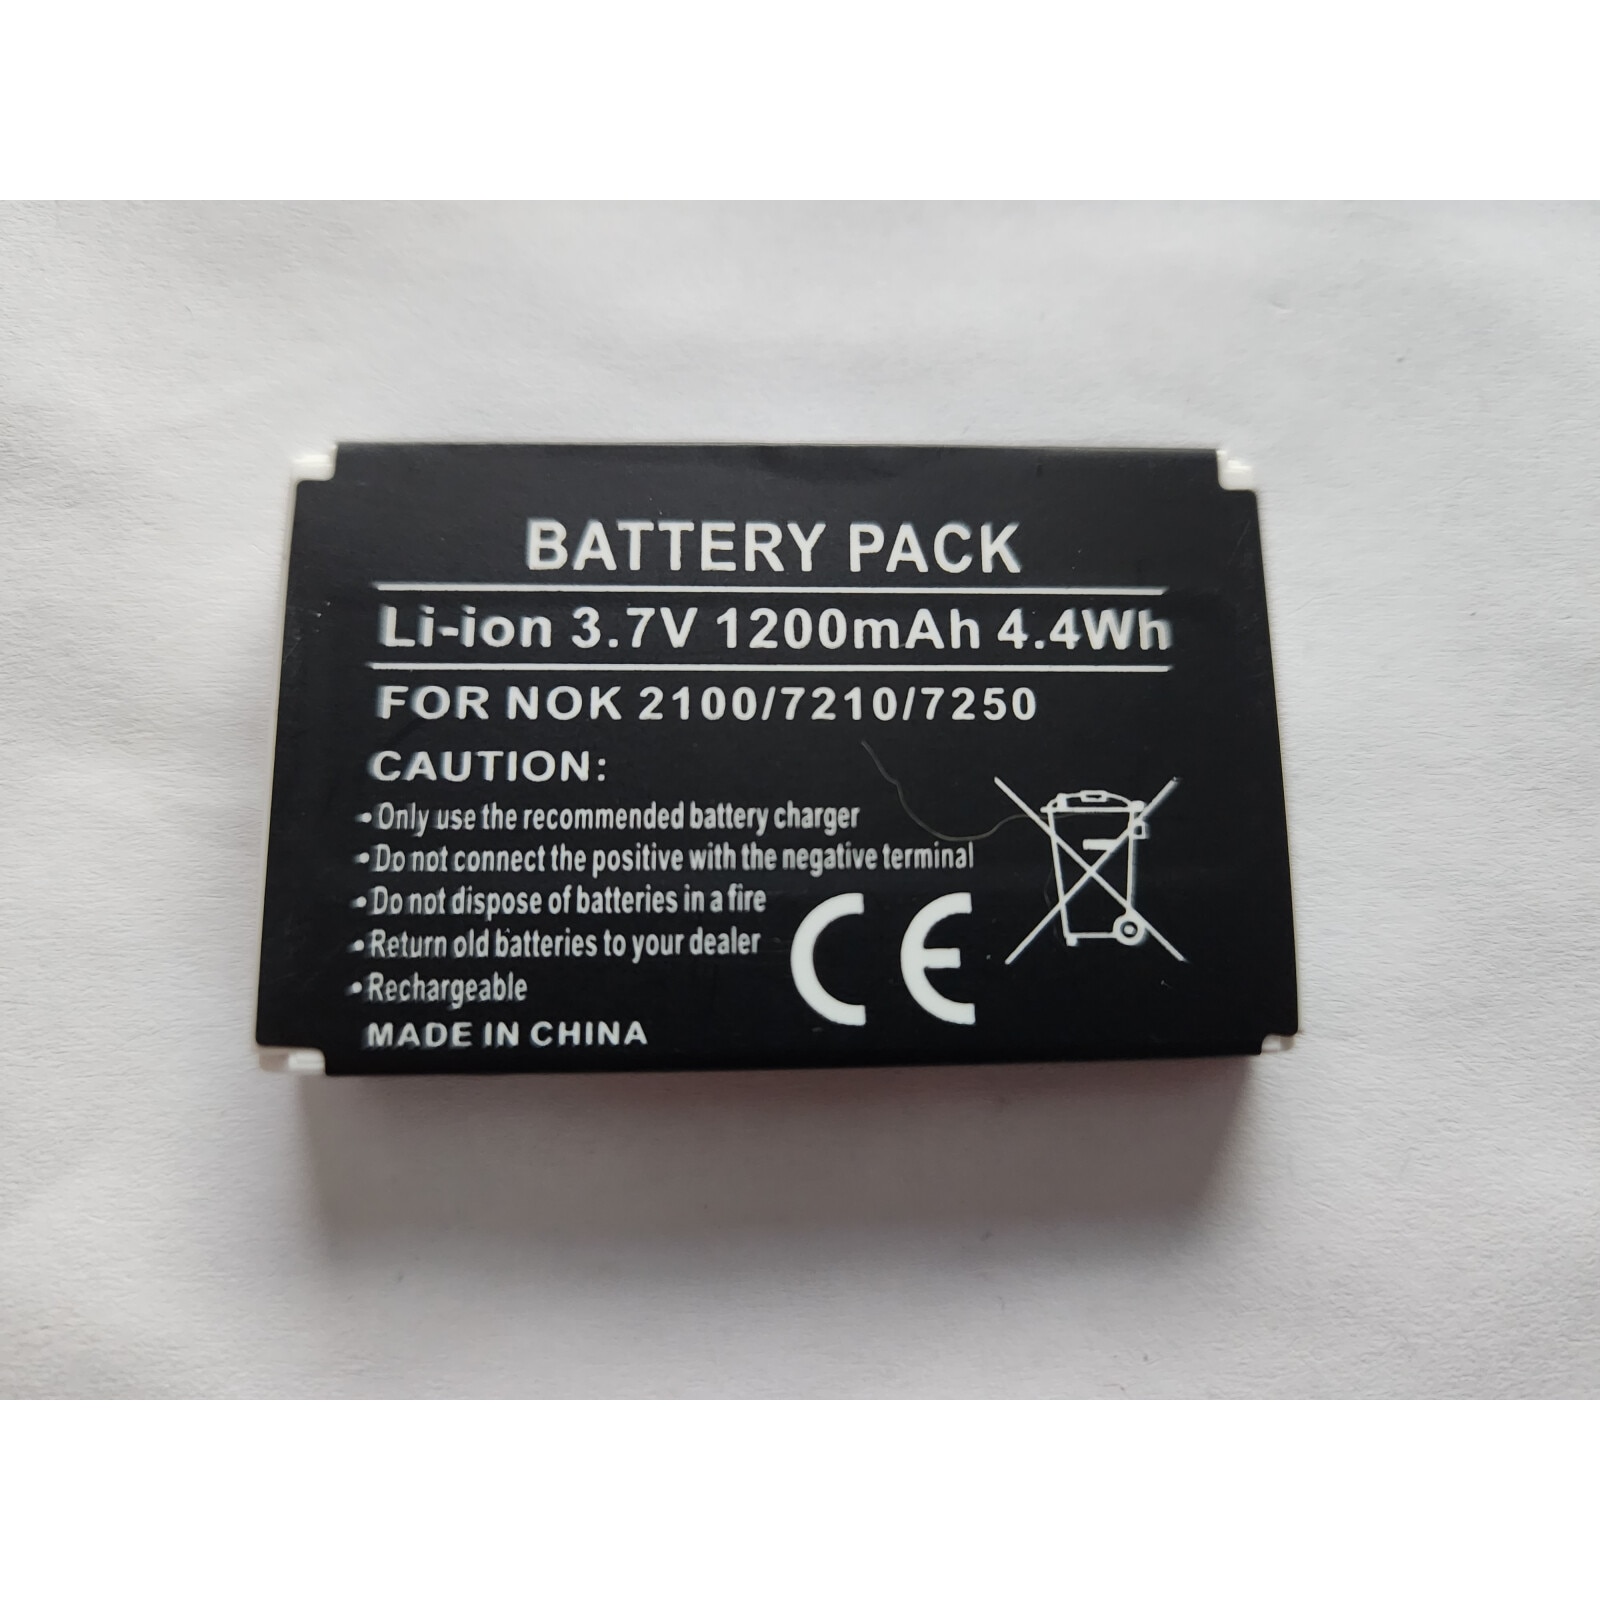 BATTERY PACK
Li-ion 3.7V 1200mAh 4.4Wh
FOR NOK 2100/7210/7250
CAUTION:
•Only use the recommended battery charger
•Do not connect the positive with the negative terminal
•Do not dispose of batteries in a fire
•Return old batteries to your dealer
•Rechargeable
MADE IN CHINA
CE